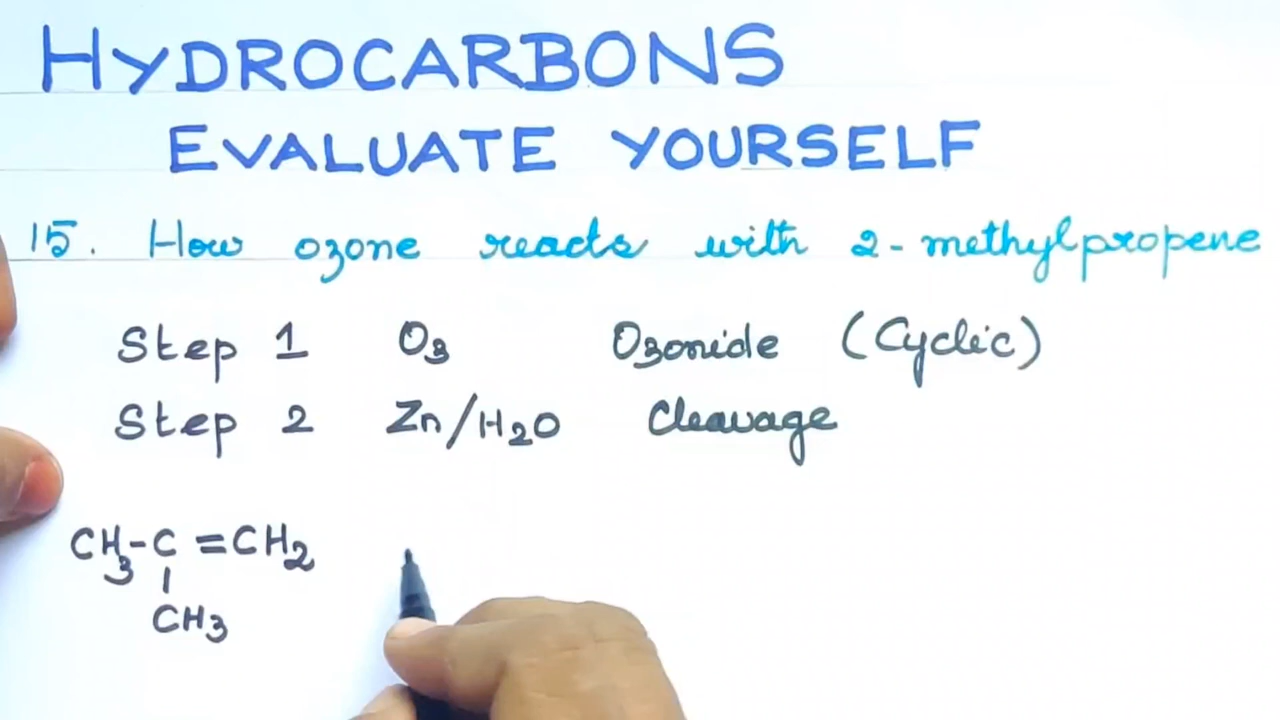 HYDROCARBONS
EVALUATE YOURSELF
15. How ozone reacts with 2-methylpropene
Step 1 O3 Ozonide (Cyclic)
Step 2 Zn/H2O Cleavage
CH3-C=CH2
|
CH3